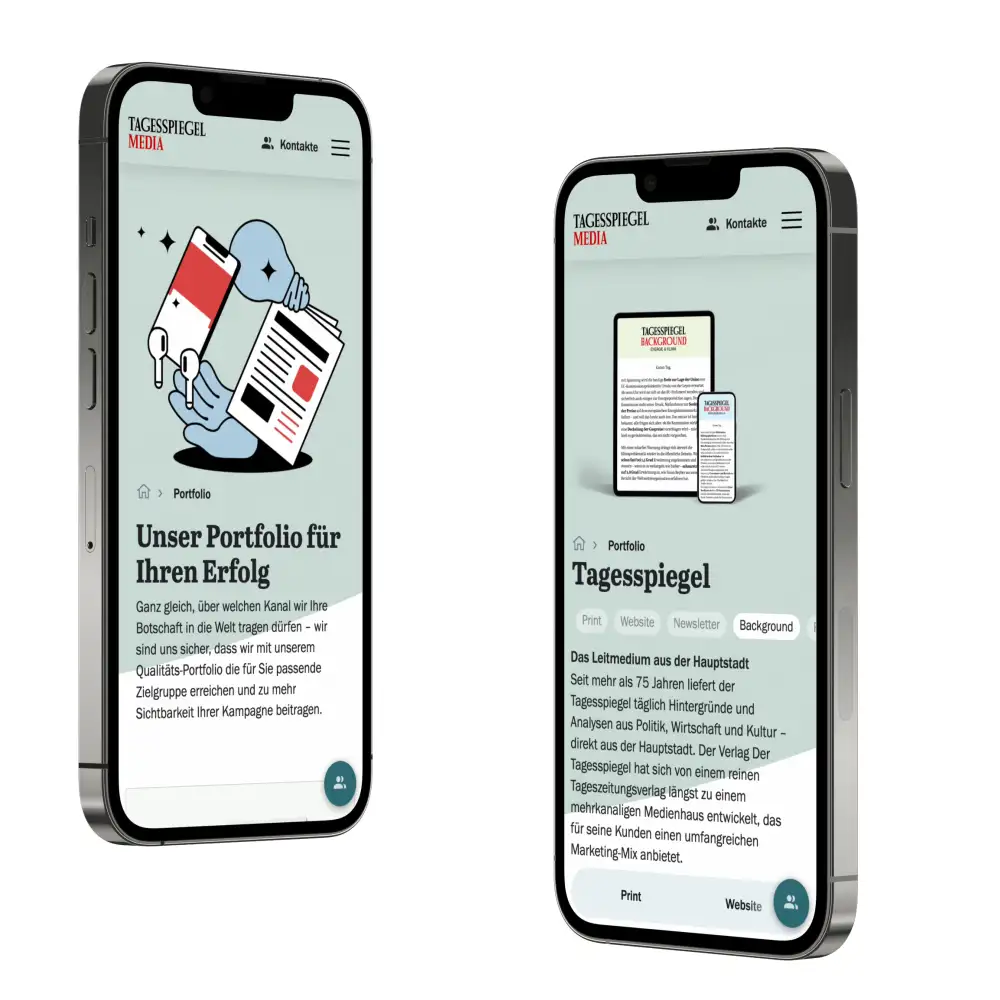 TAGESSPIEGEL
MEDIA
Kontakte
Portfolio
Unser Portfolio für
Ihren Erfolg
Ganz gleich, über welchen Kanal wir Ihre
Botschaft in die Welt tragen dürfen – wir
sind uns sicher, dass wir mit unserem
Qualitäts-Portfolio die für Sie passende
Zielgruppe erreichen und zu mehr
Sichtbarkeit Ihrer Kampagne beitragen.
TAGESSPIEGEL
MEDIA
Kontakte
TAGESSPIEGEL
BACKGROUND
TAGESSPIEGEL
BACKGROUND
Portfolio
Tagesspiegel
Print Website Newsletter Background
Das Leitmedium aus der Hauptstadt
Seit mehr als 75 Jahren liefert der
Tagesspiegel täglich Hintergründe und
Analysen aus Politik, Wirtschaft und Kultur –
direkt aus der Hauptstadt. Der Verlag Der
Tagesspiegel hat sich von einem reinen
Tageszeitungsverlag längst zu einem
mehrkanaligen Medienhaus entwickelt, das
für seine Kunden einen umfangreichen
Marketing-Mix anbietet.
Print Website